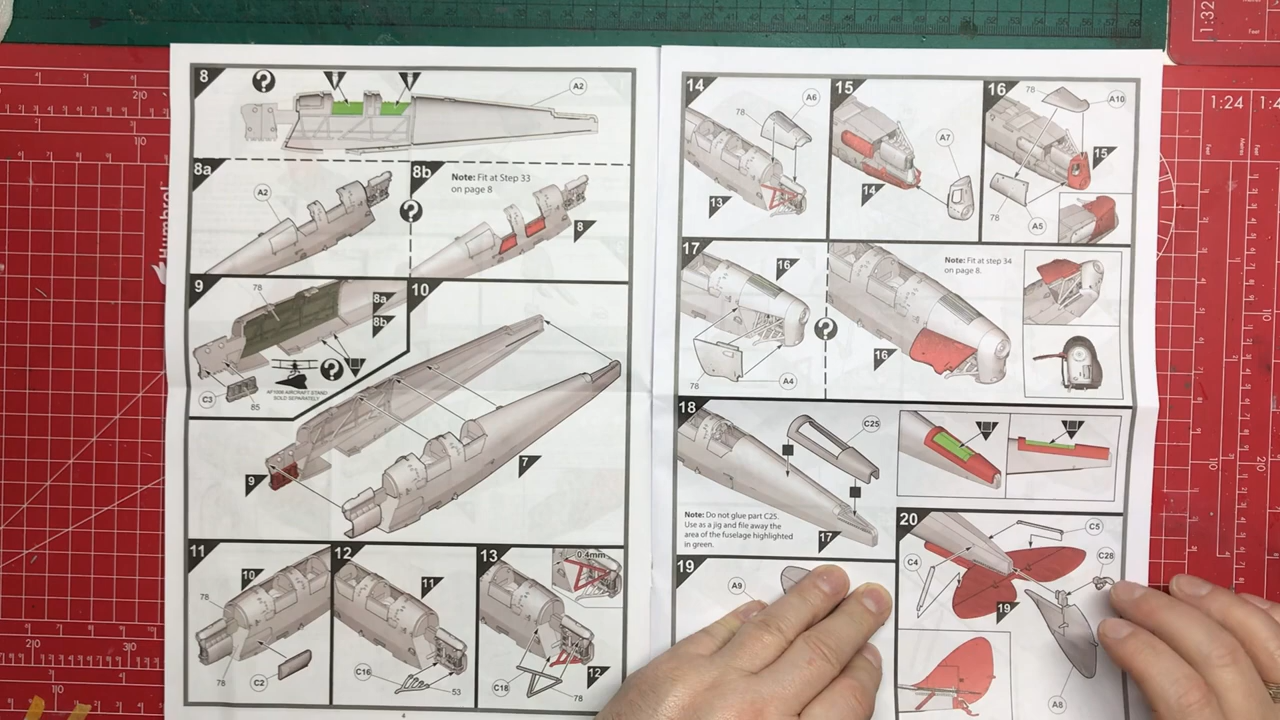 8
A2
8a
A2
8b
Note: Fit at Step 33
on page 8
8
9
78
8a
8b
C3
85
AF1008 AIRCRAFT STAND
SOLD SEPARATELY
10
9
7
11
10
78
78
C2
12
11
C16
53
13
0.4mm
C18
12
78
4
14
78
A6
13
15
A7
14
16
78
A10
15
78
A5
17
16
78
A4
Note: Fit at step 34
on page 8.
16
18
C25
Note: Do not glue part C25.
Use as a jig and file away the
area of the fuselage highlighted
in green.
17
19
A9
20
C5
C4
C28
19
A8
Humbrol
1:32
1:24